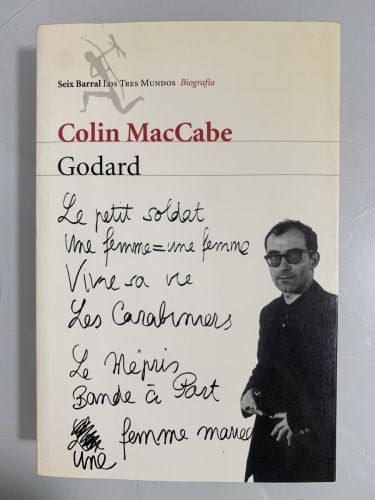 Seix Barral Los Tres Mundos Biografía
Colin MacCabe
Godard
Le petit soldat
Une femme=une femme
Vivre sa vie
Les Carabiniers
Le Mépris
Bande à Part
Une femme mariée